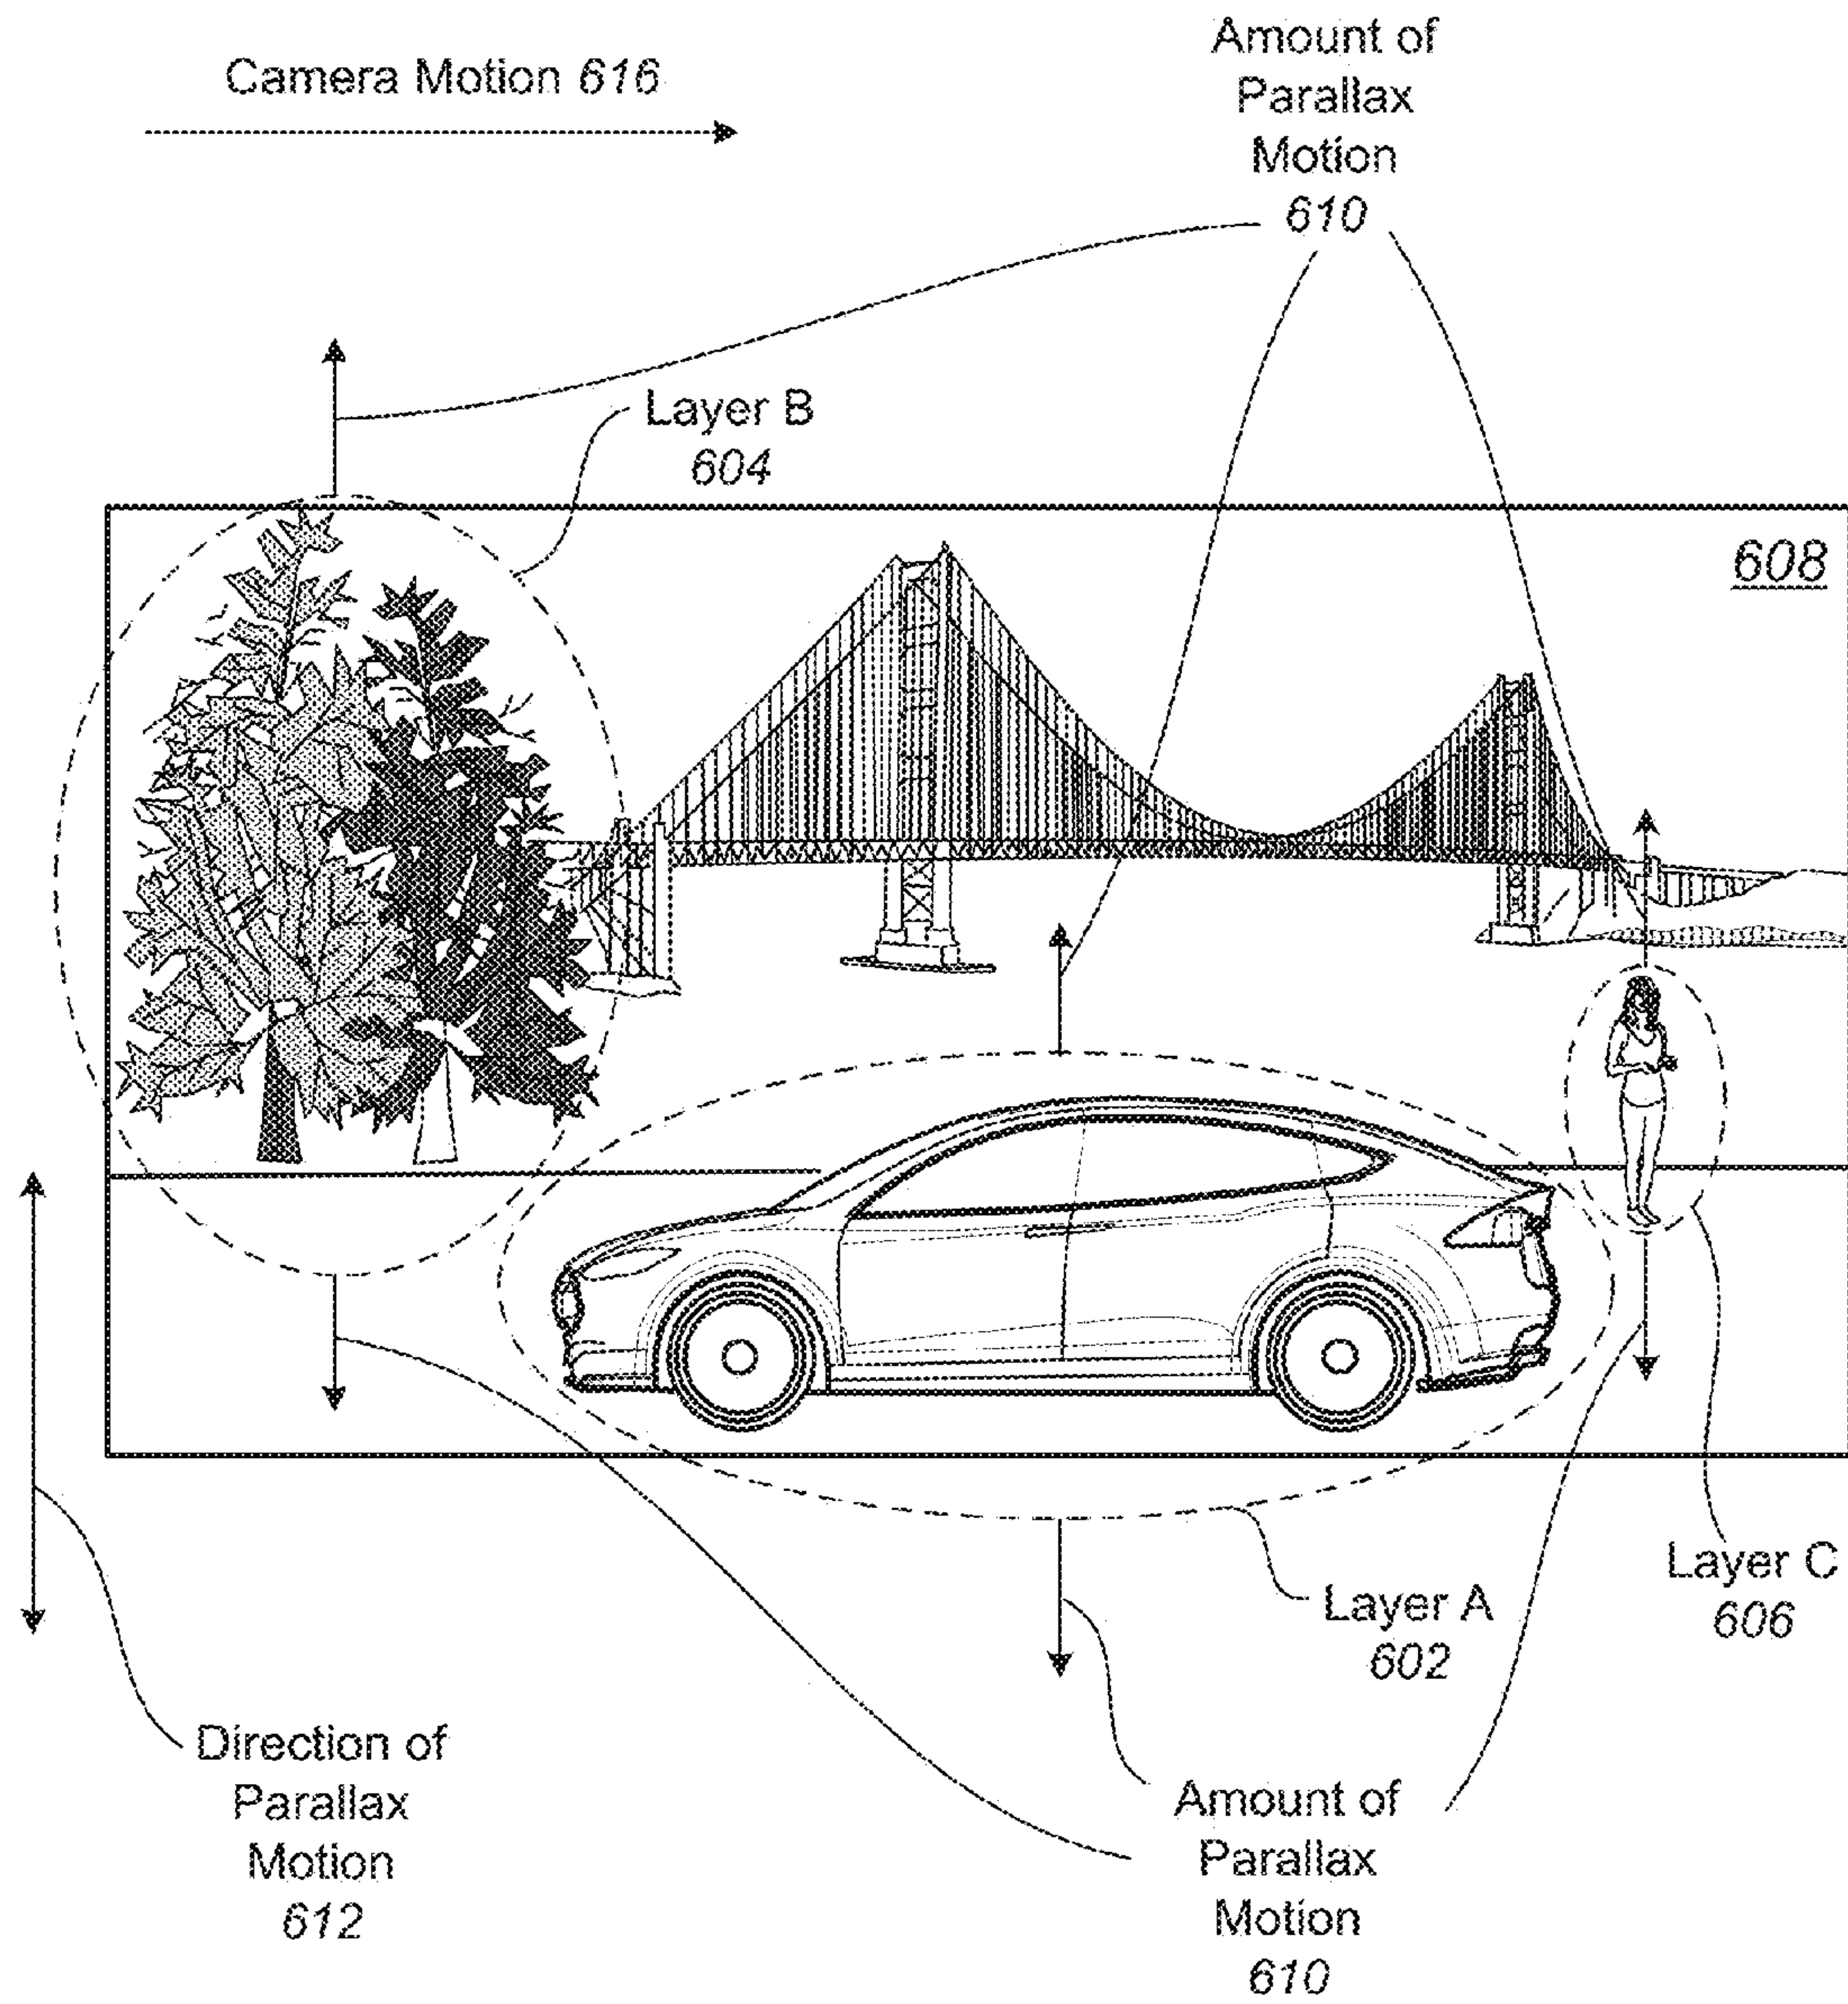 Camera Motion 616
Amount of
Parallax
Motion
610
Layer B
604
608
Layer C
606
Layer A
602
Direction of
Parallax
Motion
612
Amount of
Parallax
Motion
610